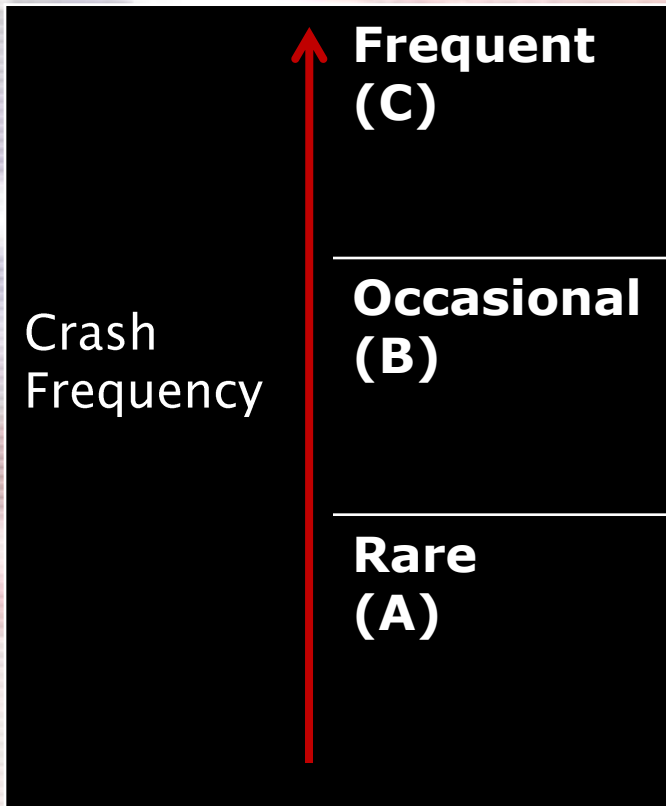 Frequent
(C)
Crash
Frequency
Occasional
(B)
Rare
(A)